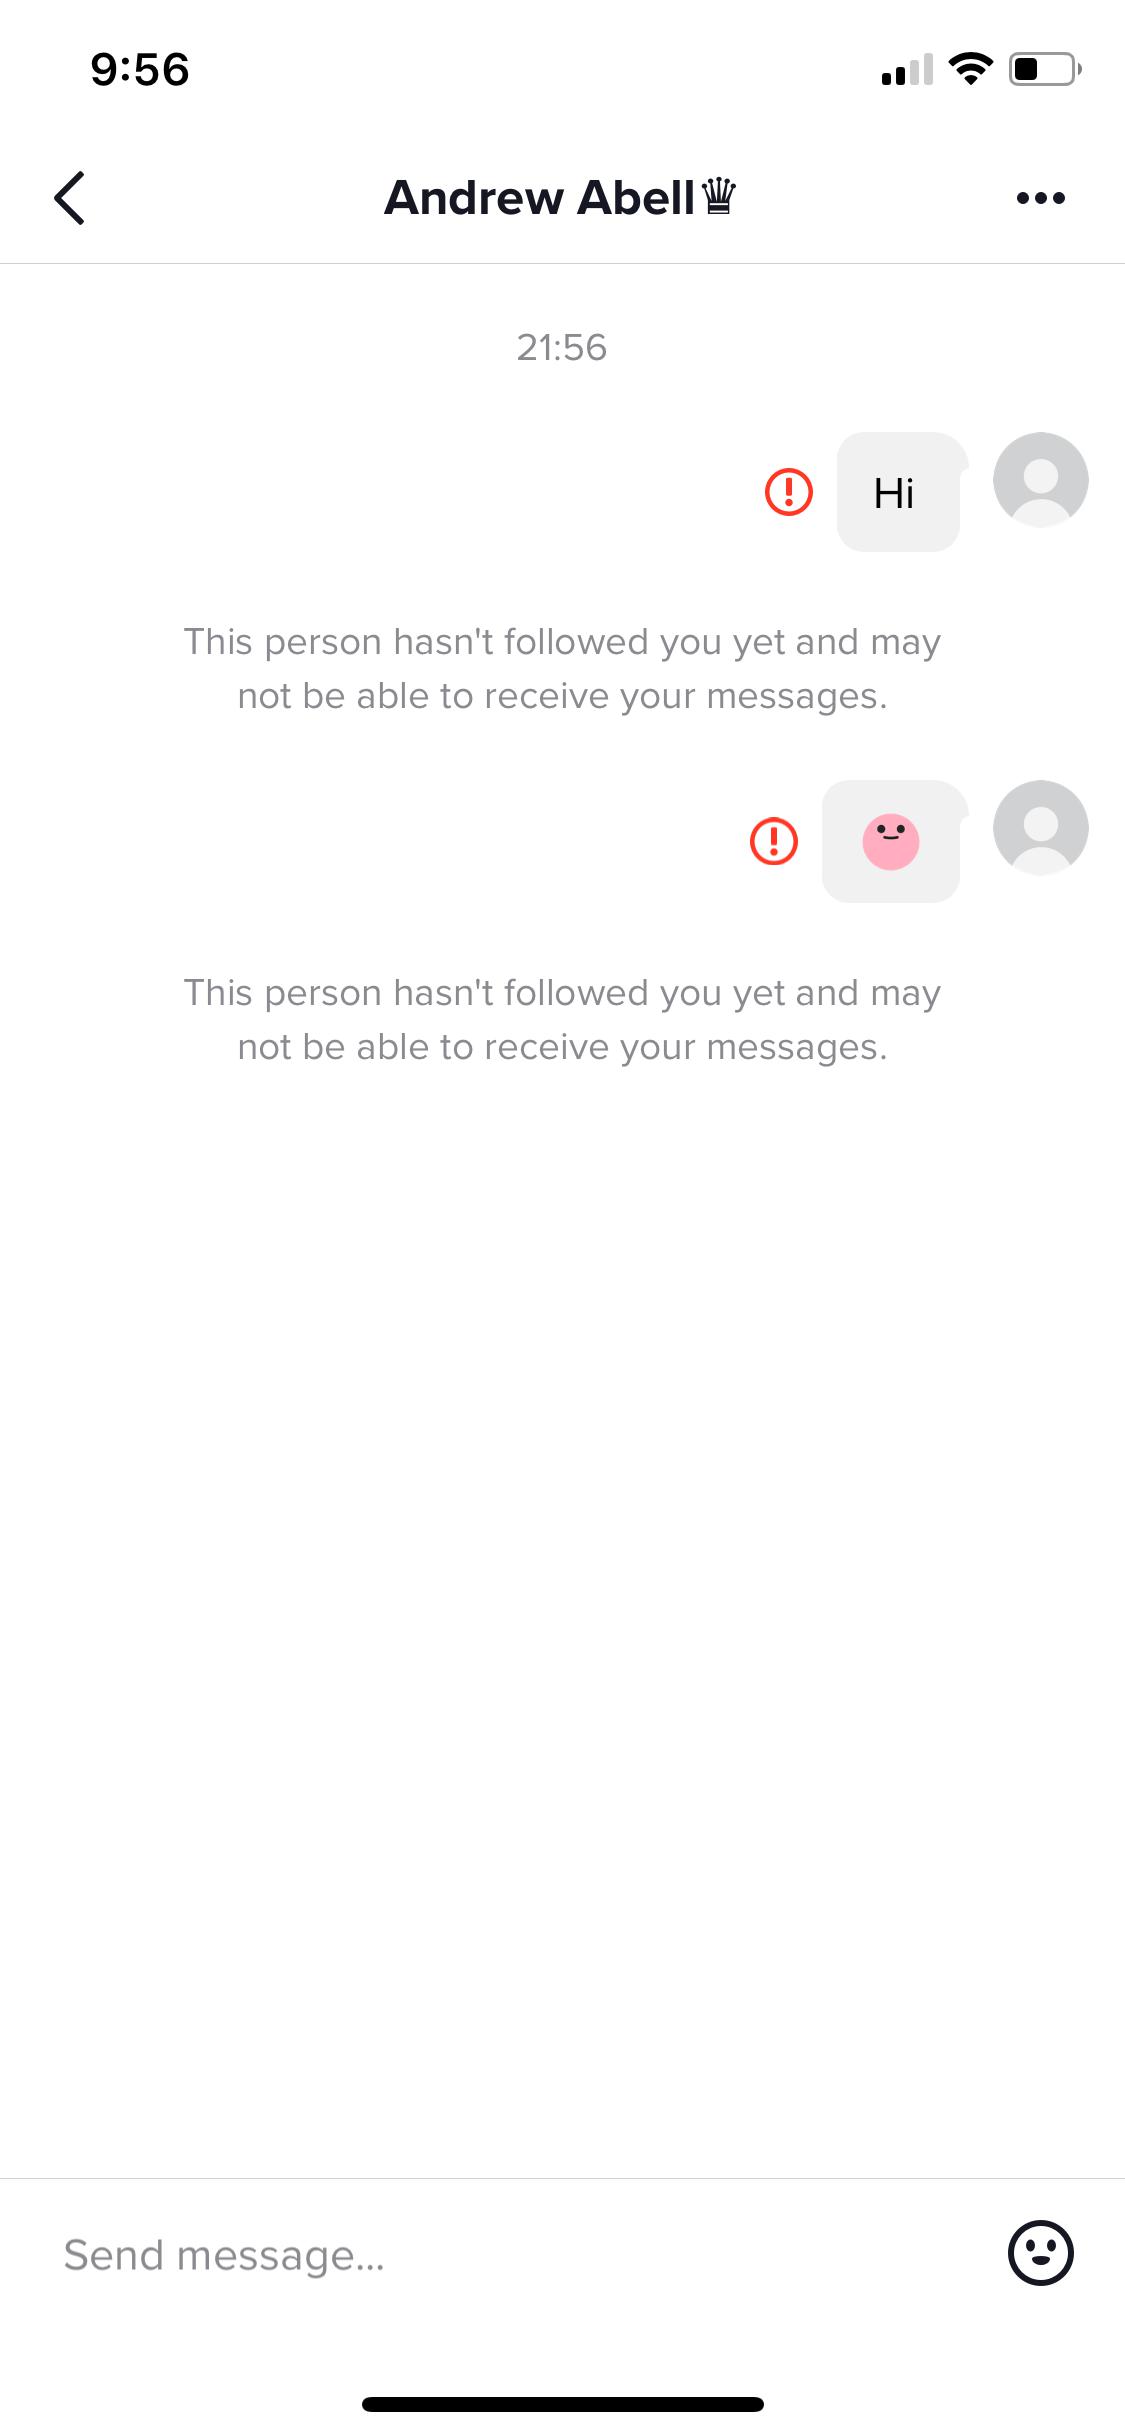 9:56
Andrew Abell♛
21:56
Hi
This person hasn't followed you yet and may
not be able to receive your messages.
This person hasn't followed you yet and may
not be able to receive your messages.
Send message...